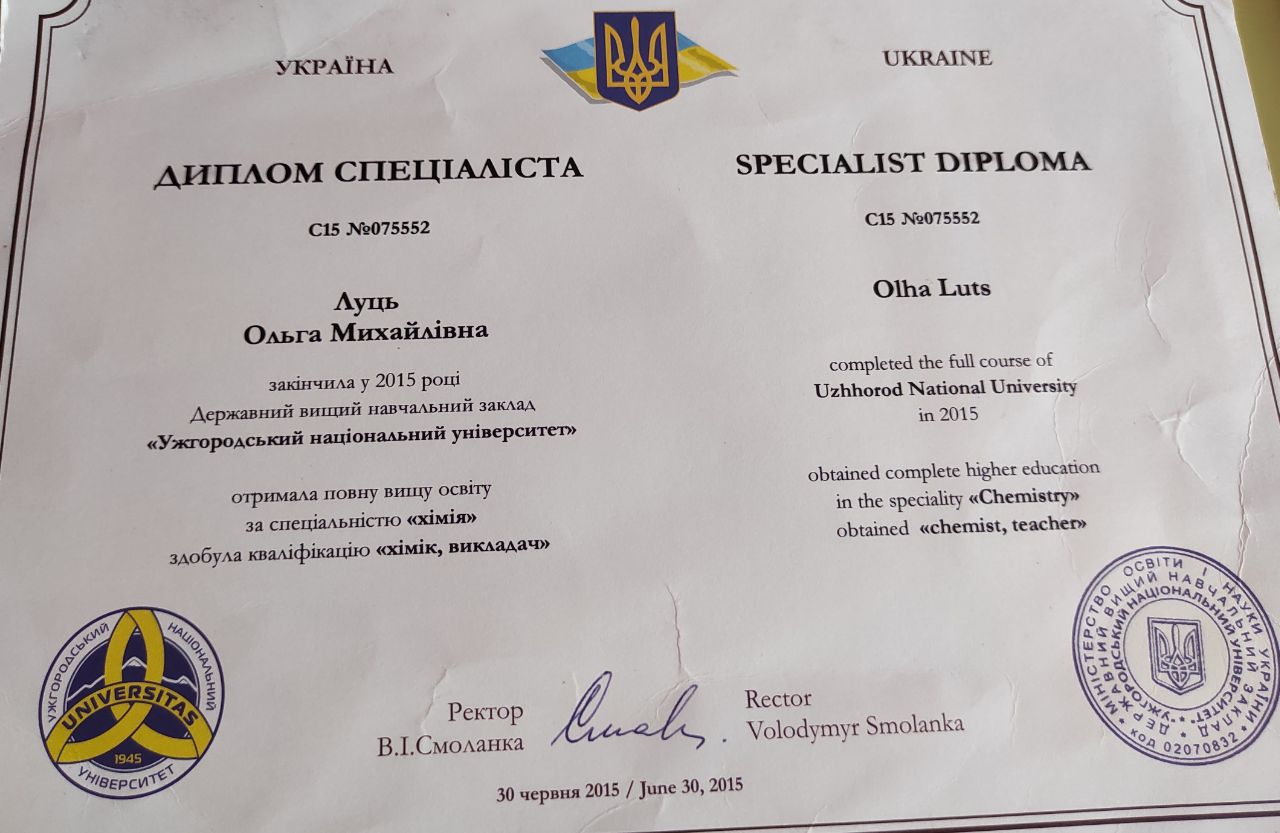 УКРАЇНА
ДИПЛОМ СПЕЦІАЛІСТА
С15 №075552
Луць
Ольга Михайлівна
закінчила у 2015 році
Державний вищий навчальний заклад
«Ужгородський національний університет»
отримала повну вищу освіту
за спеціальністю «хімія»
здобула кваліфікацію «хімік, викладач»
UKRAINE
SPECIALIST DIPLOMA
C15 №075552
Olha Luts
completed the full course of
Uzhhorod National University
in 2015
obtained complete higher education
in the speciality «Chemistry»
obtained «chemist, teacher»
УЖГОРОДСЬКИЙ НАЦІОНАЛЬНИЙ
UNIVERSITAS
1945
УНІВЕРСИТЕТ
Ректор
В.І.Смоланка
Rector
Volodymyr Smolanka
30 червня 2015 / June 30, 2015
МІНІСТЕРСТВО ОСВІТИ І НАУКИ УКРАЇНИ
ДЕРЖАВНИЙ ВИЩИЙ НАВЧАЛЬНИЙ ЗАКЛАД
«УЖГОРОДСЬКИЙ НАЦІОНАЛЬНИЙ УНІВЕРСИТЕТ»
код 02070832